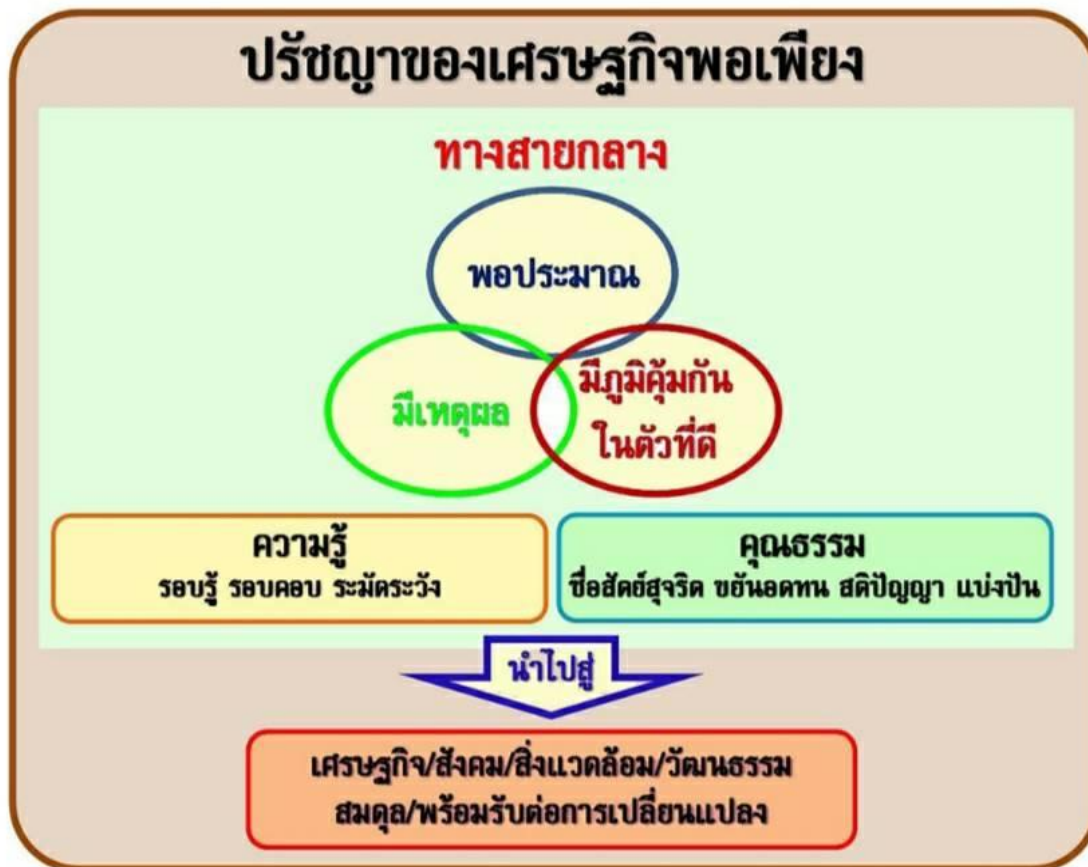 ปรัชญาของเศรษฐกิจพอเพียง
ทางสายกลาง
พอประมาณ
มีเหตุผล
มีภูมิคุ้มกัน
ในตัวที่ดี
ความรู้
รอบรู้ รอบคอบ ระมัดระวัง
คุณธรรม
ซื่อสัตย์สุจริต ขยันอดทน สติปัญญา แบ่งปัน
นำไปสู่
เศรษฐกิจ/สังคม/สิ่งแวดล้อม/วัฒนธรรม
สมดุล/พร้อมรับต่อการเปลี่ยนแปลง